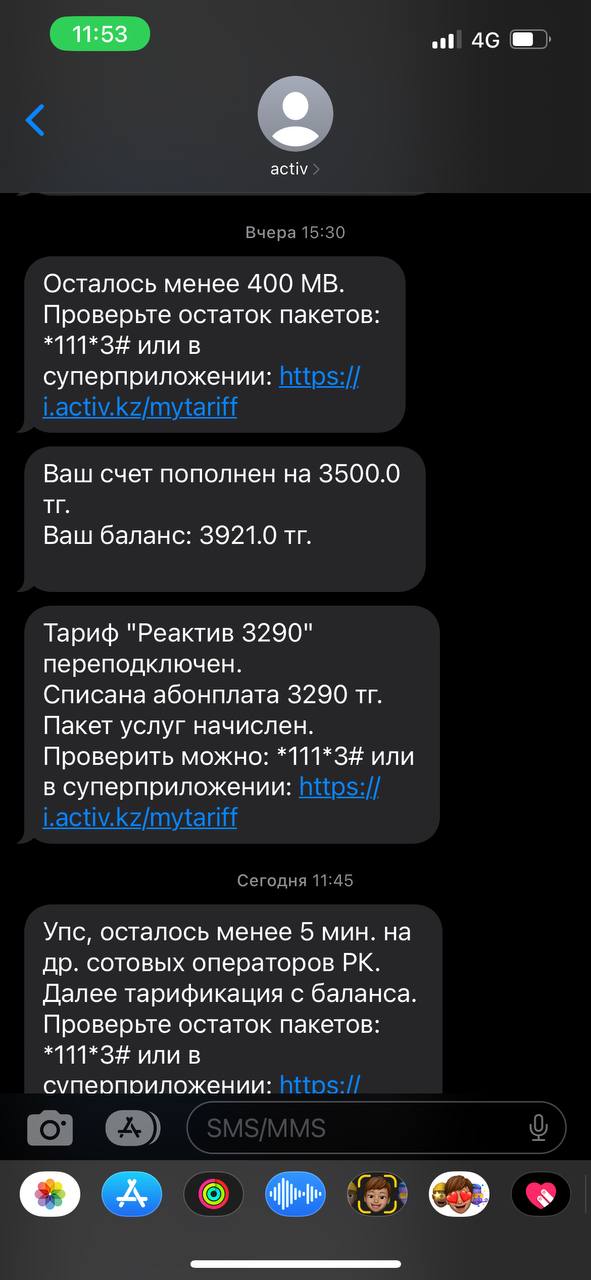 11:53
4G
activ
Вчера 15:30
Осталось менее 400 МВ.
Проверьте остаток пакетов:
*111*3# или в
суперприложении: https://
i.activ.kz/mytariff
Ваш счет пополнен на 3500.0
тг.
Ваш баланс: 3921.0 тг.
Тариф "Реактив 3290"
переподключен.
Списана абонплата 3290 тг.
Пакет услуг начислен.
Проверить можно: *111*3# или
в суперприложении: https://
i.activ.kz/mytariff
Сегодня 11:45
Упс, осталось менее 5 мин. на
др. сотовых операторов РК.
Далее тарификация с баланса.
Проверьте остаток пакетов:
*111*3# или в
суперприложении: https://
SMS/MMS